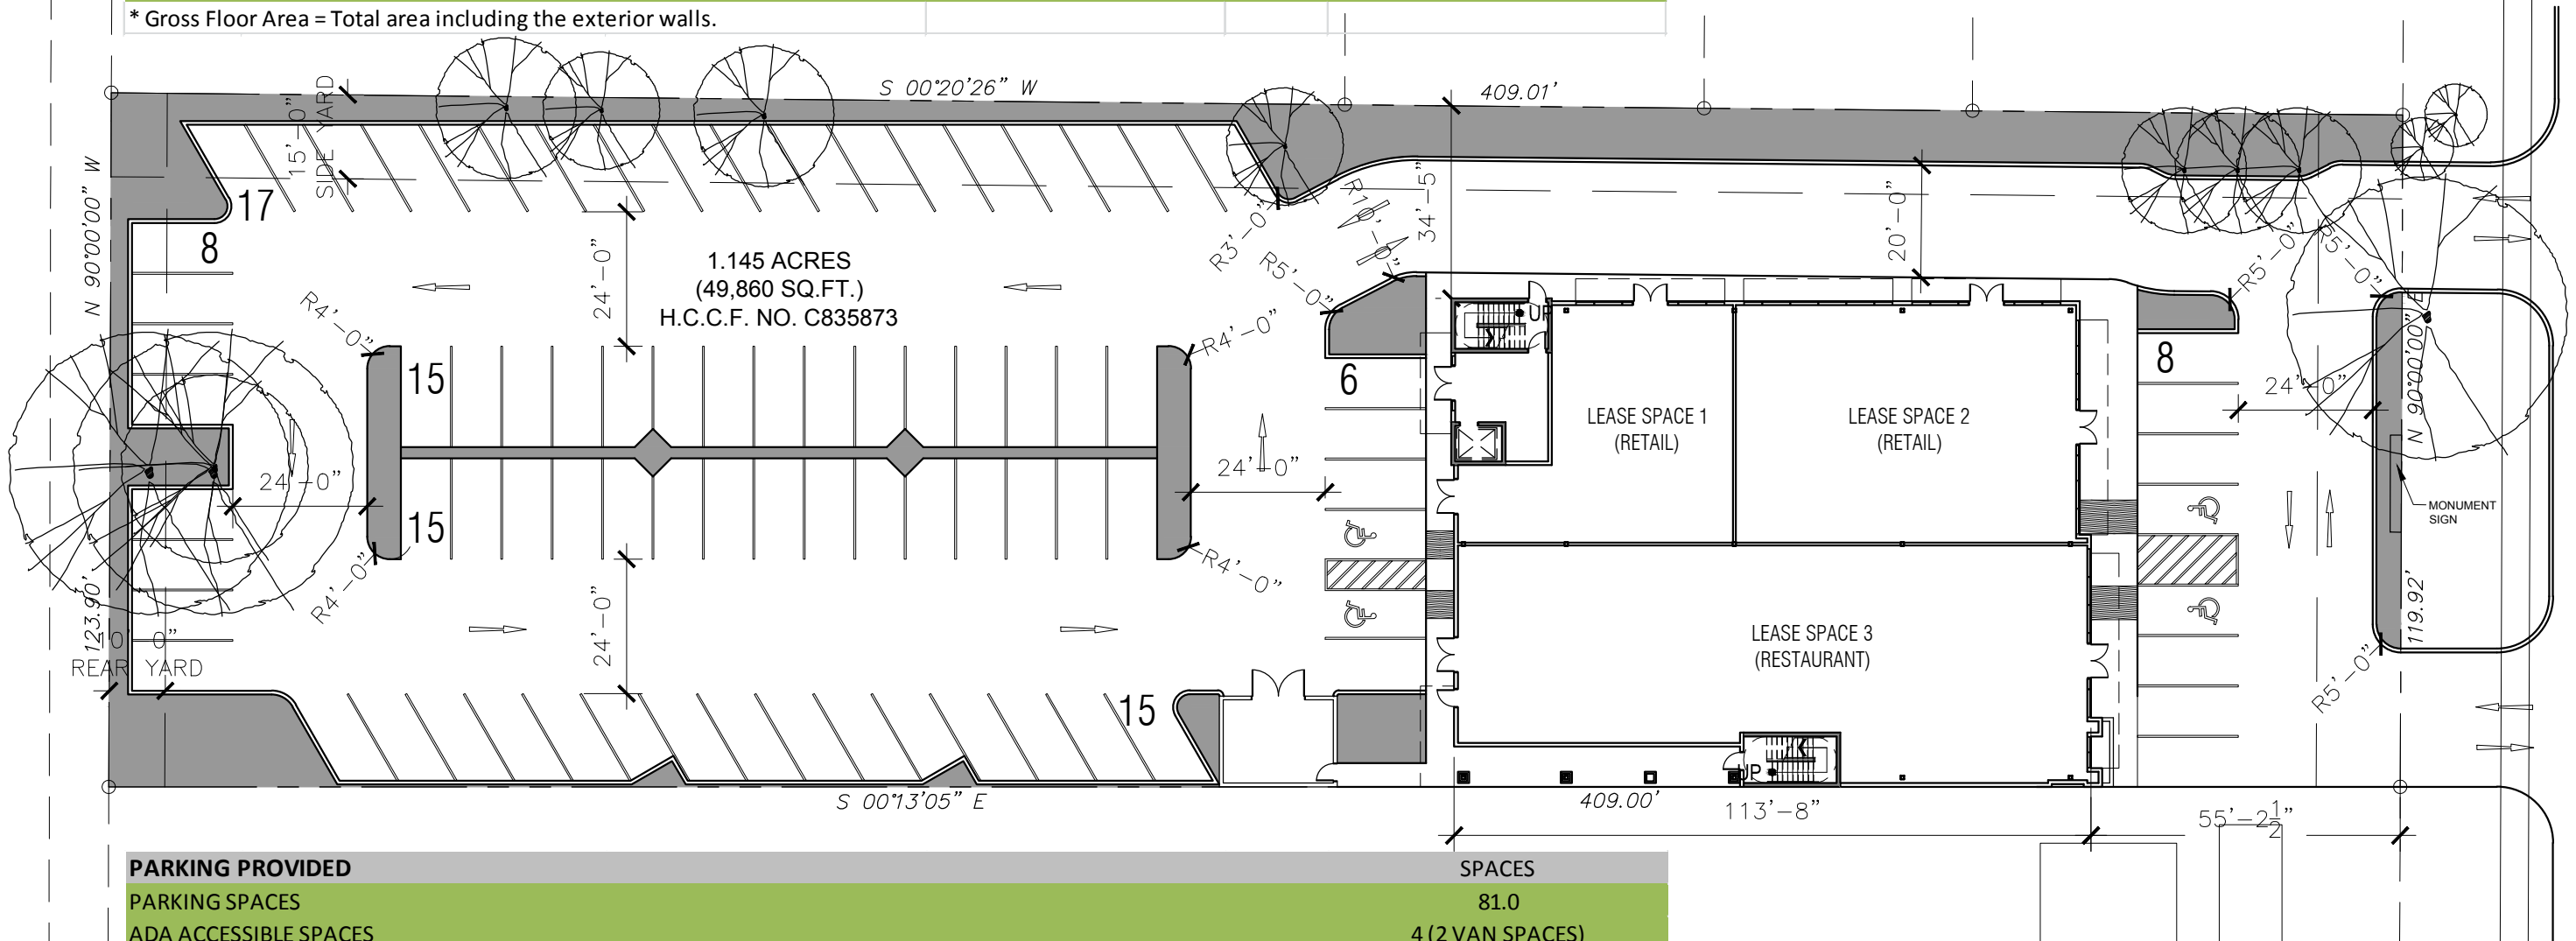 * Gross Floor Area = Total area including the exterior walls.
S 00°20'26" W
409.01'
15'-0"
SIDE YARD
N 90°00'00" W
17
8
1.145 ACRES
(49,860 SQ.FT.)
H.C.C.F. NO. C835873
24'-0"
R3'-0"
R10'-0"
34'-5"
20'-0"
R5'-0"
R5'-0"
R5'-0"
R4'-0"
R4'-0"
UP
15
6
8
LEASE SPACE 1
(RETAIL)
LEASE SPACE 2
(RETAIL)
24'-0"
N 90°00'00" E
24'-0"
24'-0"
MONUMENT
SIGN
15
R4'-0"
R4'-0"
24'-0"
123.90'
REAR YARD
119.92'
LEASE SPACE 3
(RESTAURANT)
R5'-0"
15
UP
S 00°13'05" E
409.00'
113'-8"
55'-2 1/2"
PARKING PROVIDED SPACES
PARKING SPACES 81.0
ADA ACCESSIBLE SPACES 4 (2 VAN SPACES)